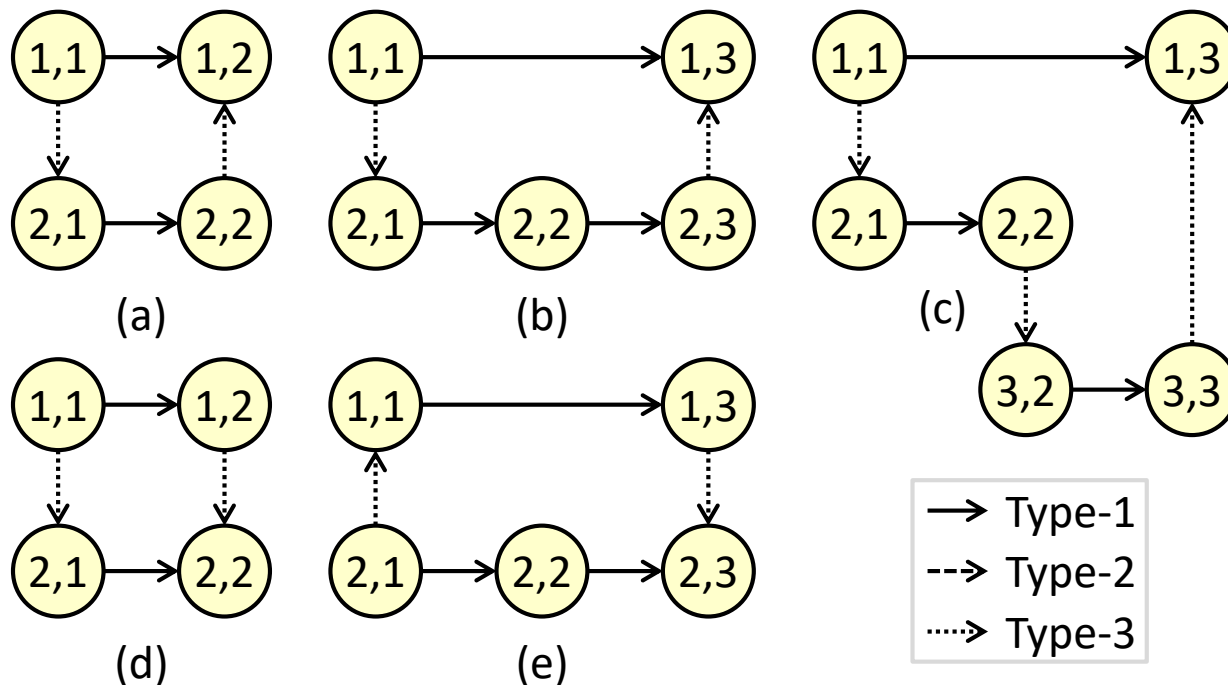 1,1 1,2 1,1 1,3 1,1 1,3
2,1 2,2 2,1 2,2 2,3 2,1 2,2
(a) (b) (c)
1,1 1,2 1,1 1,3 3,2 3,3
Type-1
2,1 2,2 2,1 2,2 2,3 Type-2
Type-3
(d) (e)